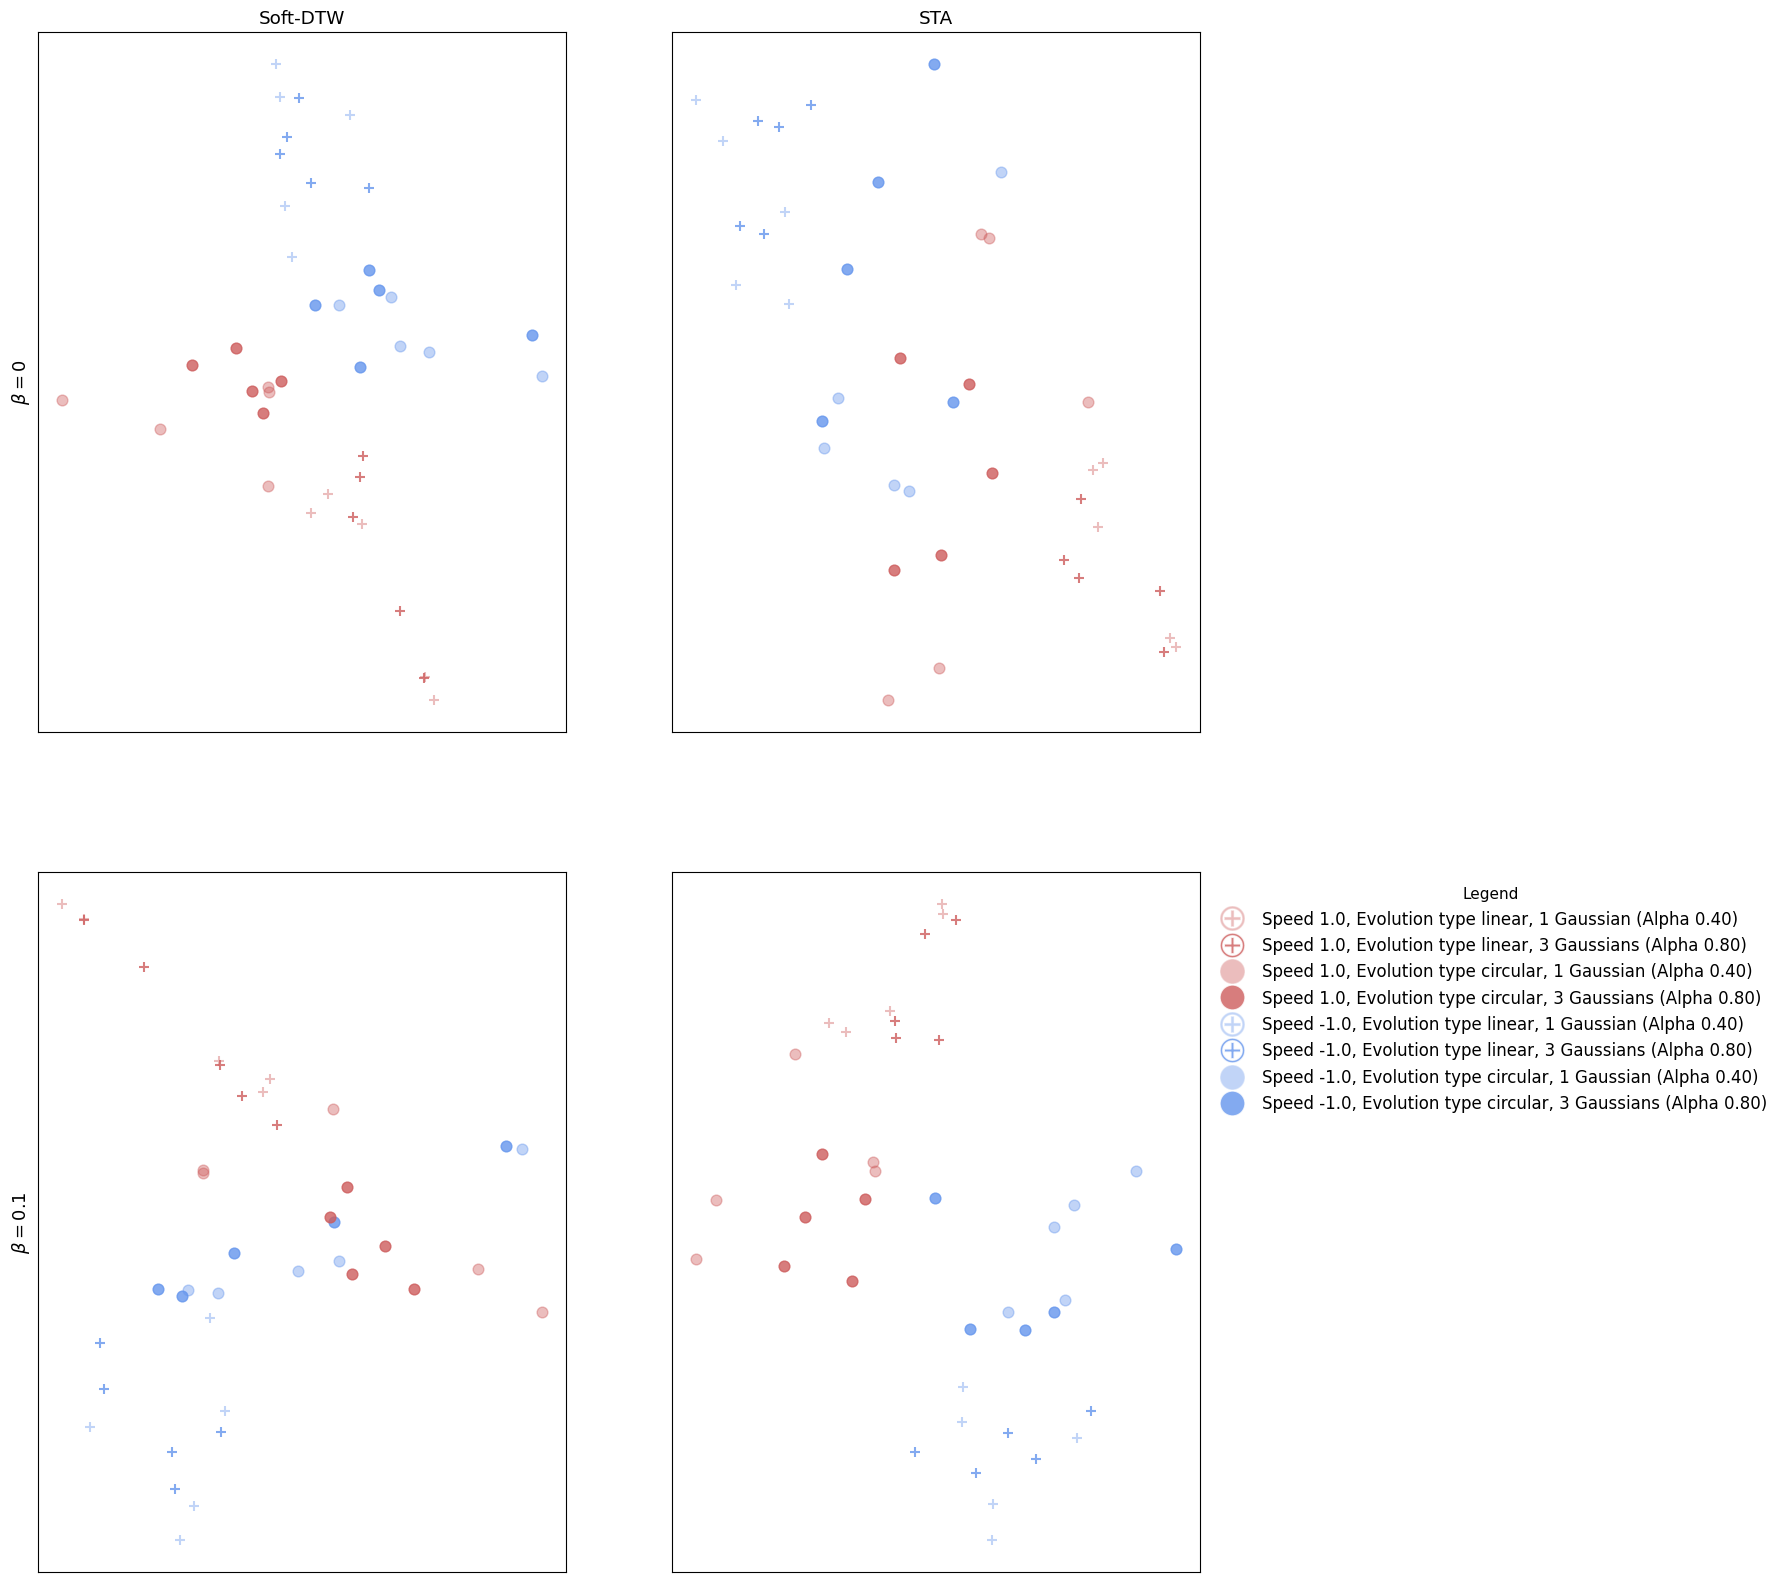 Soft-DTW
STA
β = 0
β = 0.1
Legend
Speed 1.0, Evolution type linear, 1 Gaussian (Alpha 0.40)
Speed 1.0, Evolution type linear, 3 Gaussians (Alpha 0.80)
Speed 1.0, Evolution type circular, 1 Gaussian (Alpha 0.40)
Speed 1.0, Evolution type circular, 3 Gaussians (Alpha 0.80)
Speed -1.0, Evolution type linear, 1 Gaussian (Alpha 0.40)
Speed -1.0, Evolution type linear, 3 Gaussians (Alpha 0.80)
Speed -1.0, Evolution type circular, 1 Gaussian (Alpha 0.40)
Speed -1.0, Evolution type circular, 3 Gaussians (Alpha 0.80)